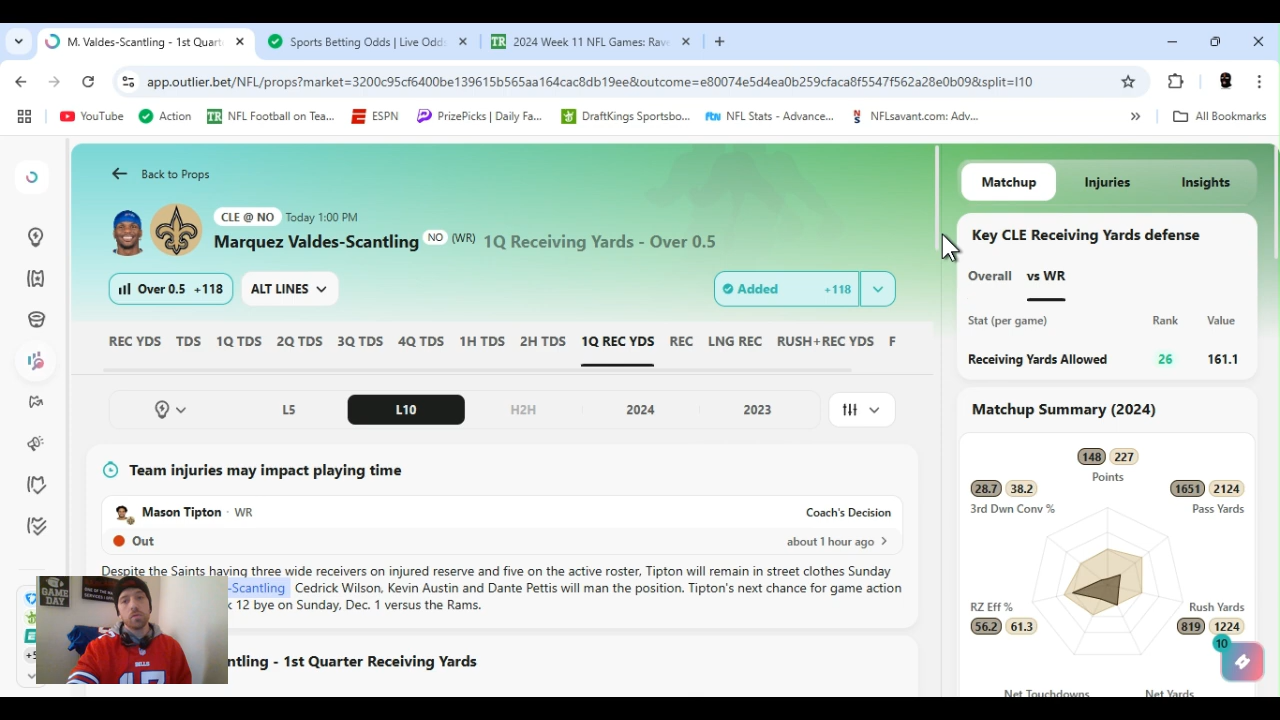 M. Valdes-Scantling - 1st Quart
Sports Betting Odds | Live Odd
2024 Week 11 NFL Games: Rav
app.outlier.bet/NFL/props?market=3200c95cf6400be139615b565aa164cac8db19ee&outcome=e80074e5d4ea0b259cfaca8f5547f562a28e0b09&split=l10
YouTube
Action
NFL Football on Tea...
ESPN
PrizePicks | Daily Fa...
DraftKings Sportsbo...
NFL Stats - Advance...
NFLsavant.com: Adv...
All Bookmarks
Back to Props
CLE @ NO Today 1:00 PM
Marquez Valdes-Scantling NO (WR) 1Q Receiving Yards - Over 0.5
Over 0.5 +118
ALT LINES
Added +118
REC YDS TDS 1Q TDS 2Q TDS 3Q TDS 4Q TDS 1H TDS 2H TDS 1Q REC YDS REC LNG REC RUSH+REC YDS F
L5 L10 H2H 2024 2023
Team injuries may impact playing time
Mason Tipton · WR
Coach's Decision
Out
about 1 hour ago
Despite the Saints having three wide receivers on injured reserve and five on the active roster, Tipton will remain in street clothes Sunday
-Scantling Cedrick Wilson, Kevin Austin and Dante Pettis will man the position. Tipton's next chance for game action
12 bye on Sunday, Dec. 1 versus the Rams.
ntling - 1st Quarter Receiving Yards
Matchup Injuries Insights
Key CLE Receiving Yards defense
Overall vs WR
Stat (per game) Rank Value
Receiving Yards Allowed 26 161.1
Matchup Summary (2024)
148 227
Points
28.7 38.2
3rd Dwn Conv %
1651 2124
Pass Yards
RZ Eff %
56.2 61.3
Rush Yards
819 1224
10
Net Touchdowns
Net Yards
GAME
DAY
BILLS
17